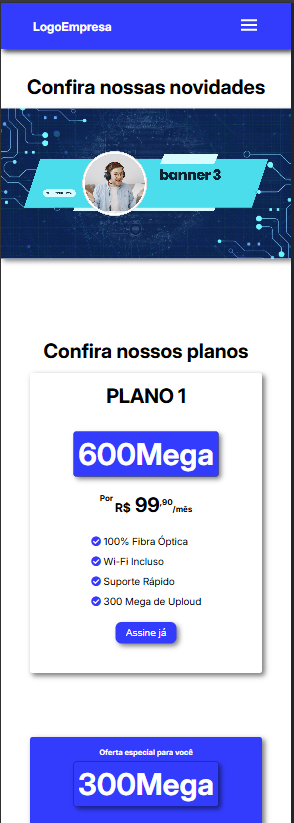 LogoEmpresa
Confira nossas novidades
banner 3
Confira nossos planos
PLANO 1
600Mega
Por R$ 99,90/mês
100% Fibra Óptica
Wi-Fi Incluso
Suporte Rápido
300 Mega de Uploud
Assine já
Oferta especial para você
300Mega